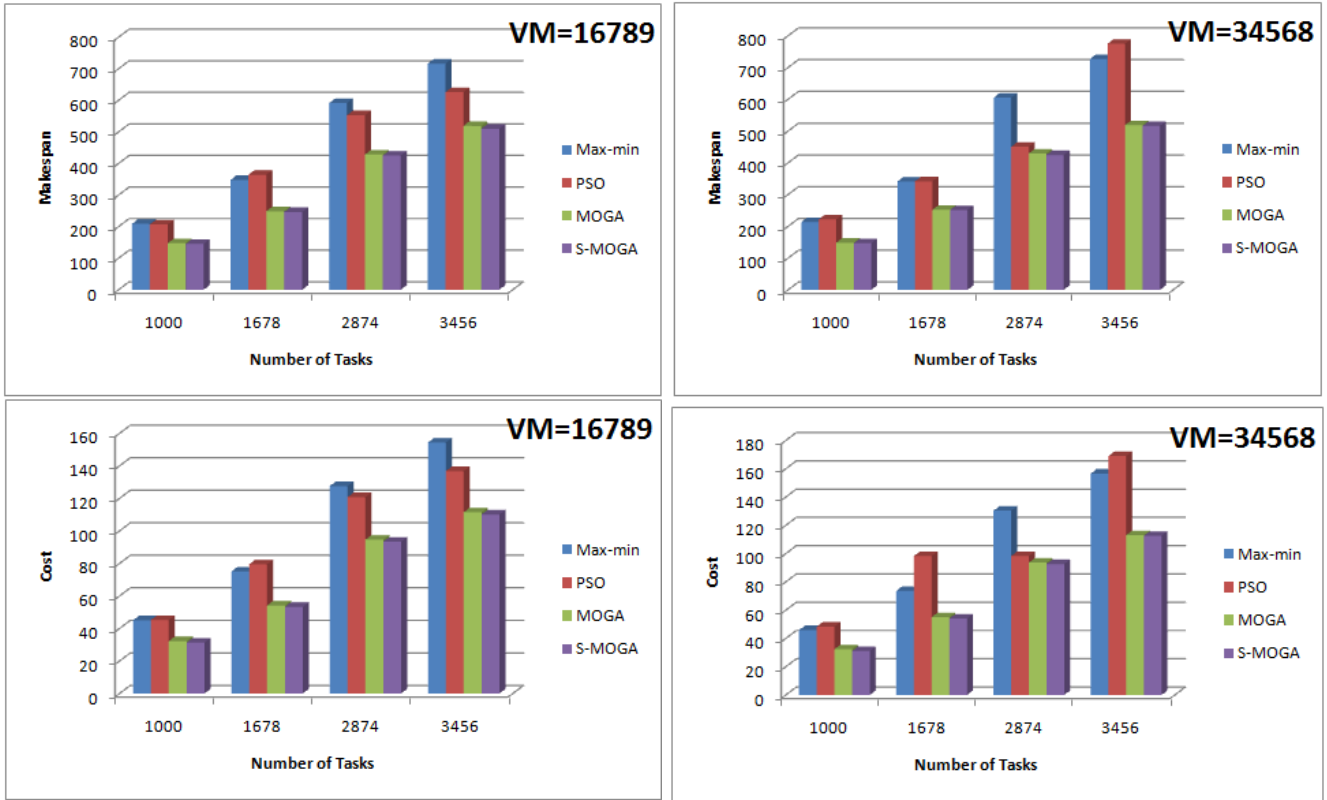 VM=16789
800
700
600
500
400
300
200
100
0
Makespan
1000 1678 2874 3456
Number of Tasks
Max-min
PSO
MOGA
S-MOGA
VM=34568
800
700
600
500
400
300
200
100
0
Makespan
1000 1678 2874 3456
Number of Tasks
Max-min
PSO
MOGA
S-MOGA
VM=16789
160
140
120
100
80
60
40
20
0
Cost
1000 1678 2874 3456
Number of Tasks
Max-min
PSO
MOGA
S-MOGA
VM=34568
180
160
140
120
100
80
60
40
20
0
Cost
1000 1678 2874 3456
Number of Tasks
Max-min
PSO
MOGA
S-MOGA